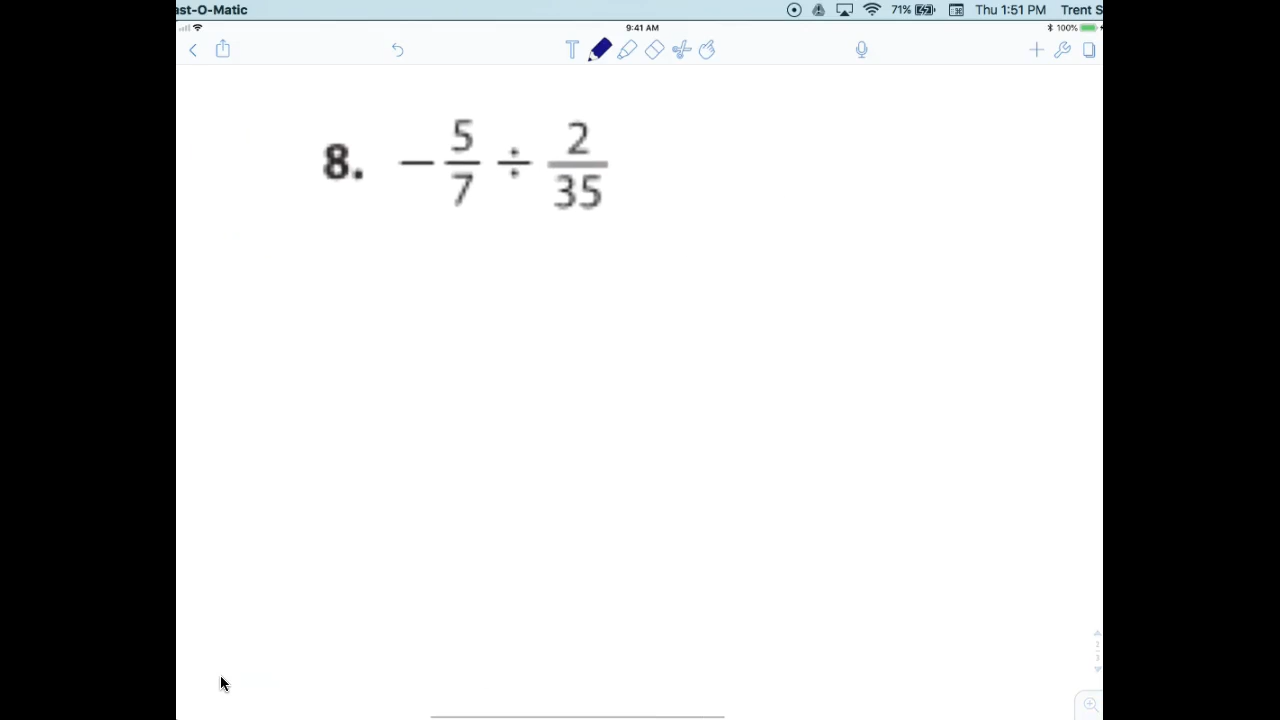 ast-O-Matic 71% Thu 1:51 PM Trent S
9:41 AM 100%
T
8. − 5/7 ÷ 2/35